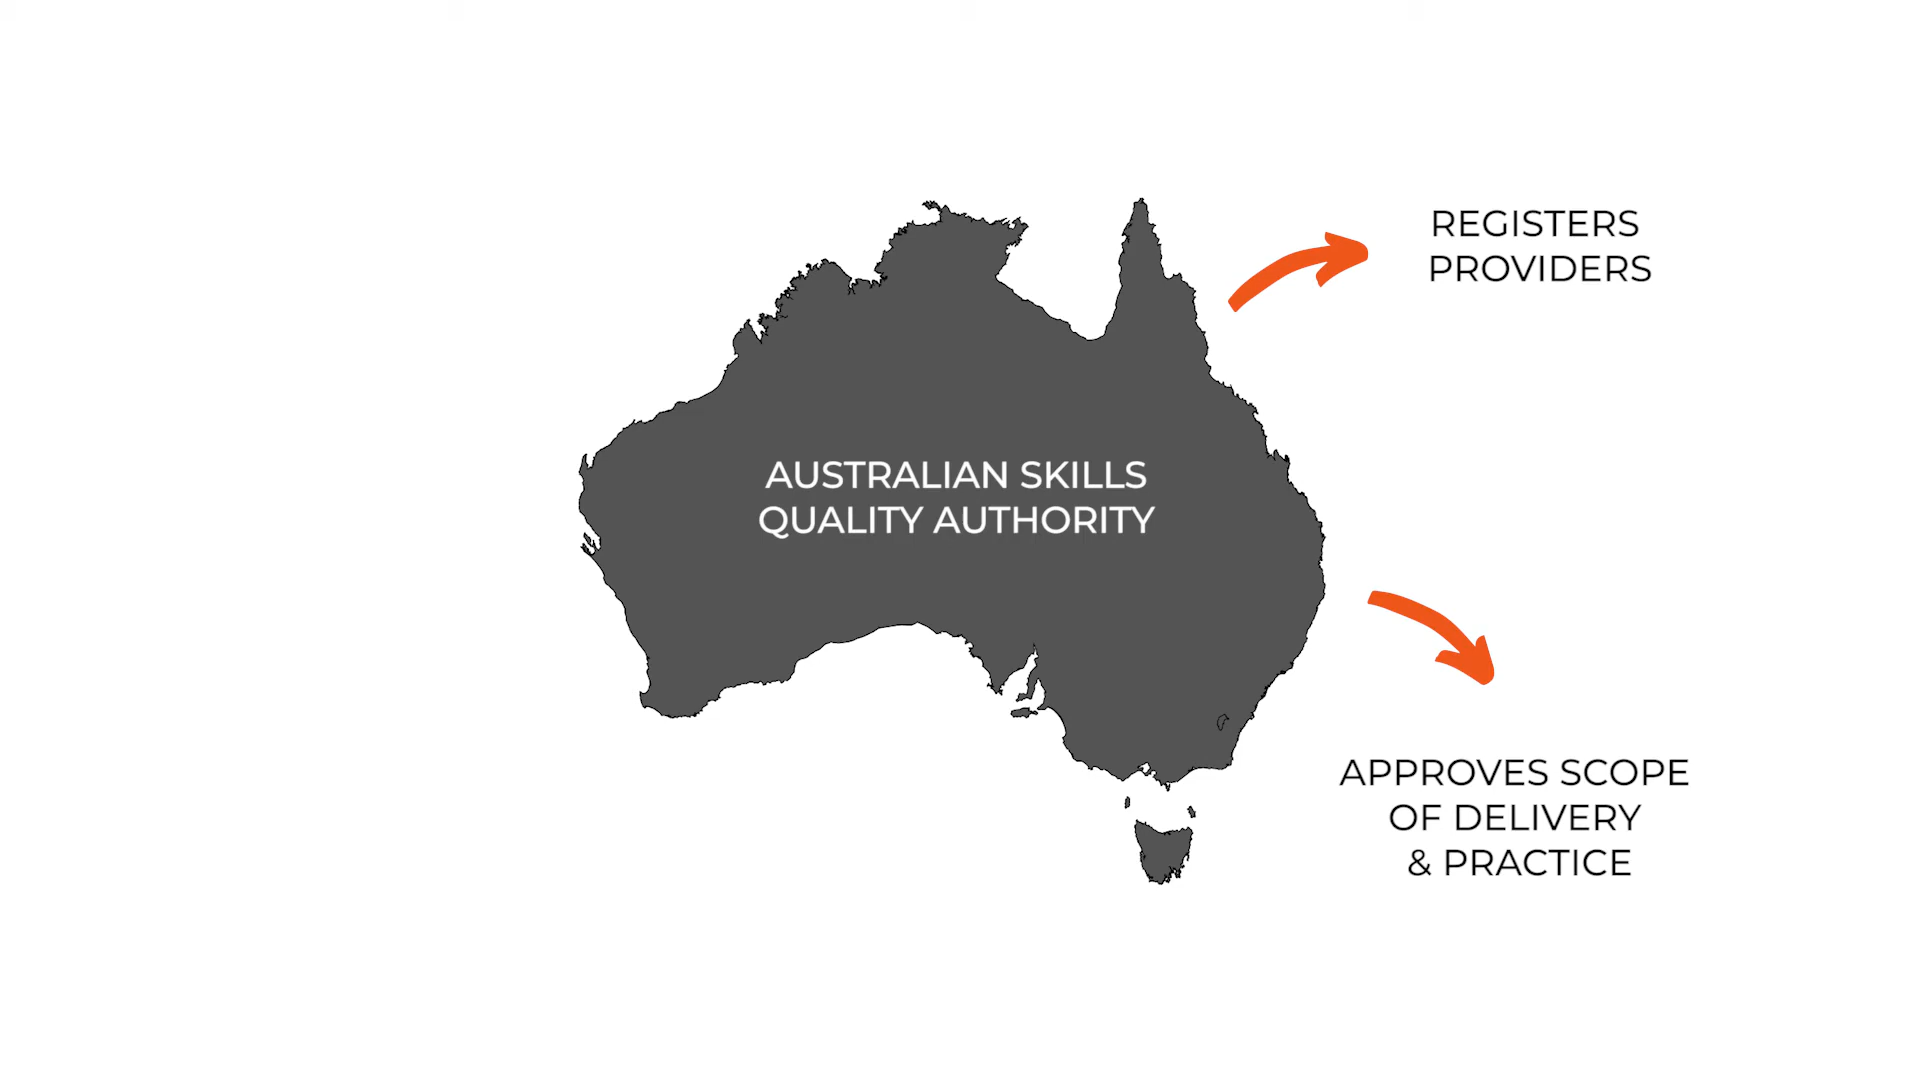 REGISTERS
PROVIDERS
AUSTRALIAN SKILLS
QUALITY AUTHORITY
APPROVES SCOPE
OF DELIVERY
& PRACTICE